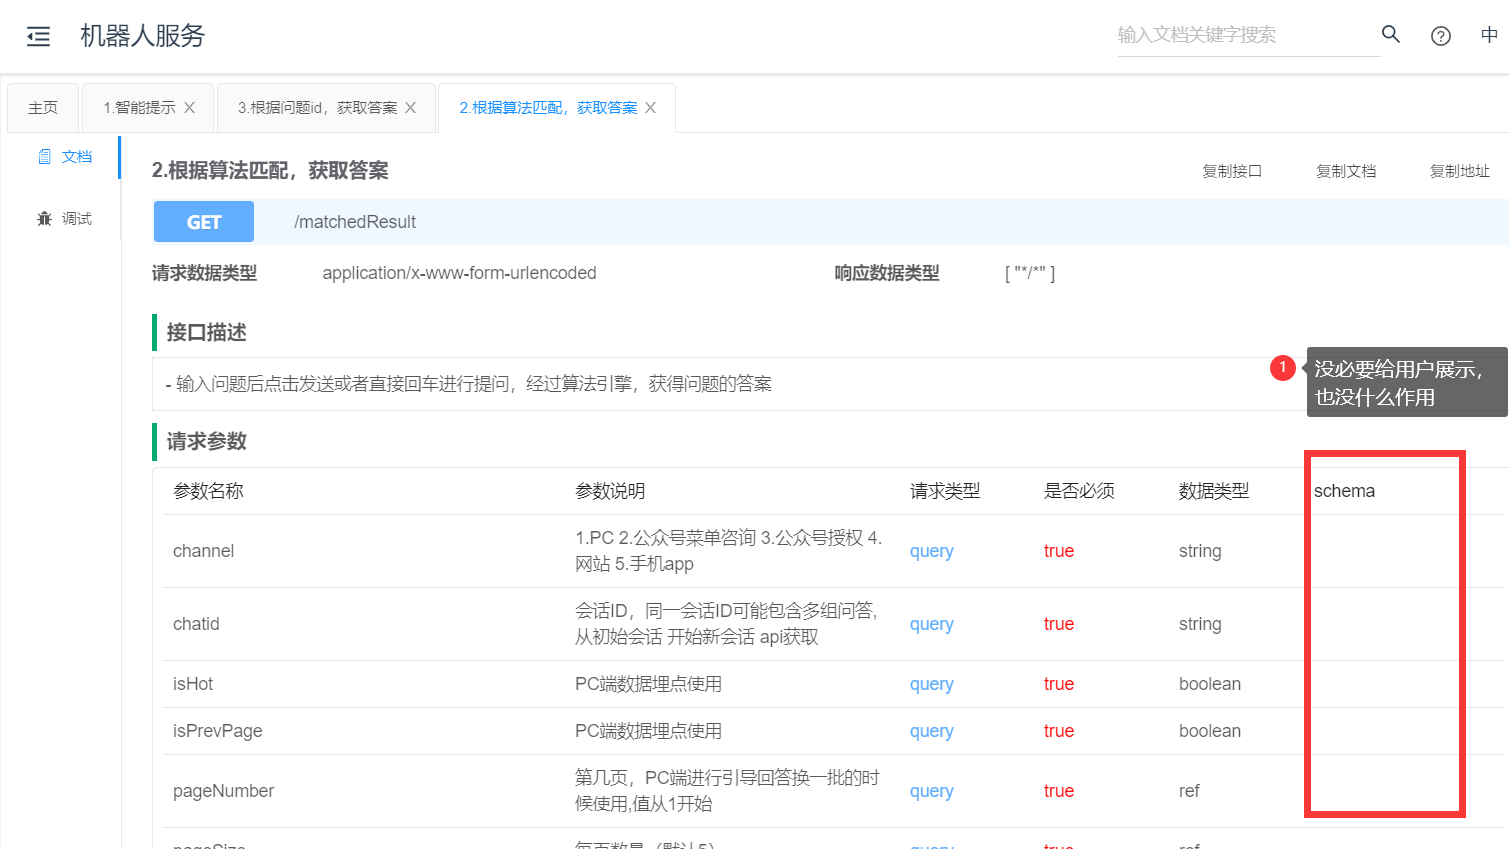 机器人服务
输入文档关键字搜索
中
主页
1.智能提示
3.根据问题id，获取答案
2.根据算法匹配，获取答案
文档
调试
2.根据算法匹配，获取答案
复制接口
复制文档
复制地址
GET
/matchedResult
请求数据类型
application/x-www-form-urlencoded
响应数据类型
[ "*/*" ]
接口描述
- 输入问题后点击发送或者直接回车进行提问，经过算法引擎，获得问题的答案
1
没必要给用户展示，
也没什么作用
请求参数
参数名称 参数说明 请求类型 是否必须 数据类型 schema
channel
1.PC 2.公众号菜单咨询 3.公众号授权 4.
网站 5.手机app
query true string
chatid
会话ID，同一会话ID可能包含多组问答,
从初始会话 开始新会话 api获取
query true string
isHot PC端数据埋点使用 query true boolean
isPrevPage PC端数据埋点使用 query true boolean
pageNumber
第几页，PC端进行引导回答换一批的时
候使用,值从1开始
query true ref
pageSize 每页数量（默认5） query true ref